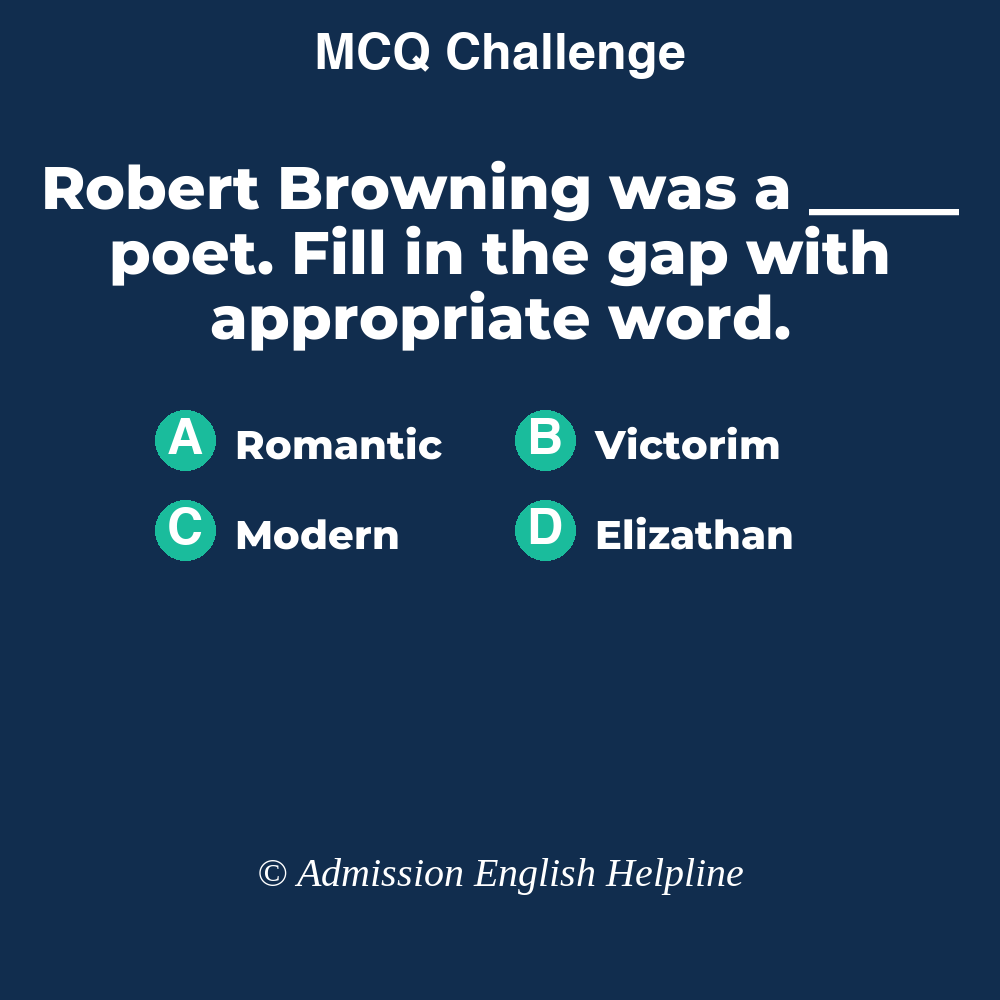 MCQ Challenge
Robert Browning was a _____
poet. Fill in the gap with
appropriate word.
A Romantic B Victorim
C Modern D Elizathan
© Admission English Helpline